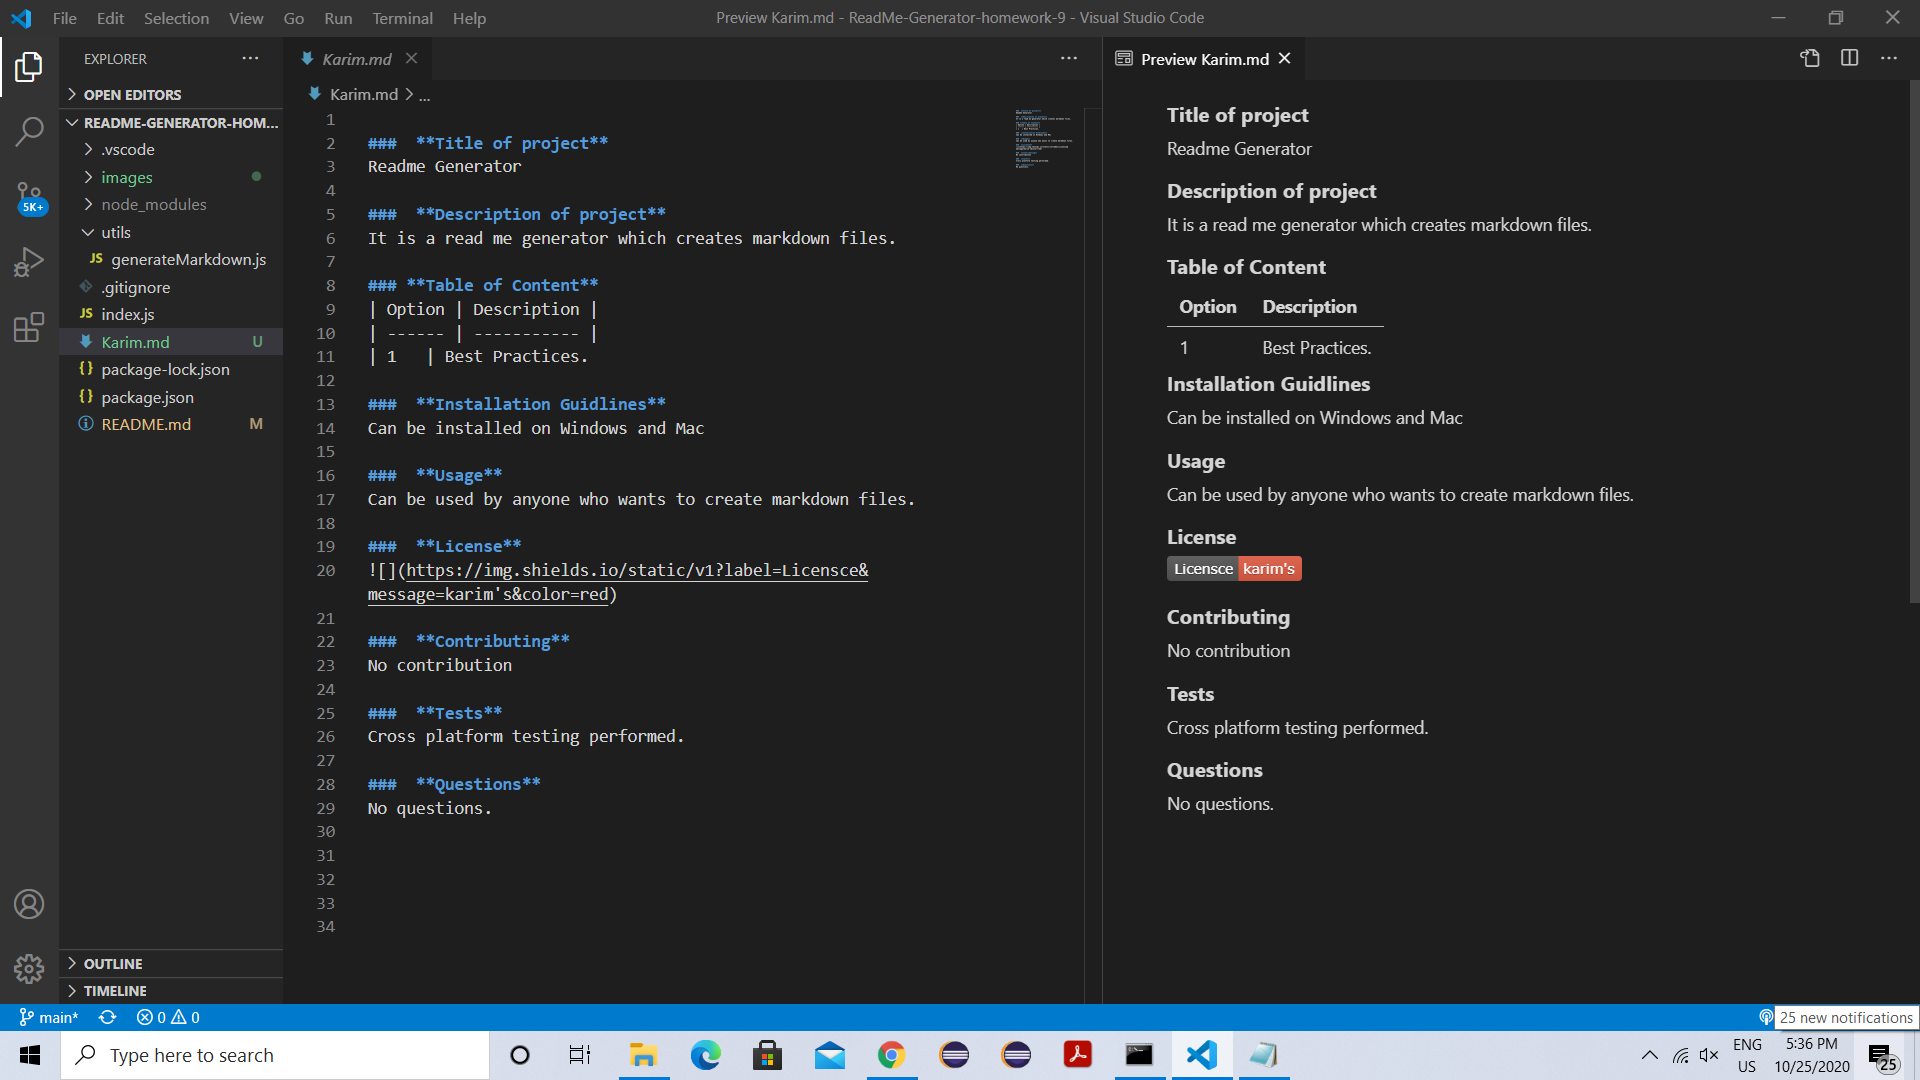 File Edit Selection View Go Run Terminal Help
Preview Karim.md - ReadMe-Generator-homework-9 - Visual Studio Code
EXPLORER
OPEN EDITORS
README-GENERATOR-HOM...
.vscode
images
node_modules
utils
JS generateMarkdown.js
.gitignore
JS index.js
Karim.md U
{} package-lock.json
{} package.json
README.md M
OUTLINE
TIMELINE
5K+
Karim.md
Karim.md > ...
1
2 ###  **Title of project**
3 Readme Generator
4
5 ###  **Description of project**
6 It is a read me generator which creates markdown files.
7
8 ### **Table of Content**
9 | Option | Description |
10 | ------ | ----------- |
11 | 1   | Best Practices.
12
13 ###  **Installation Guidlines**
14 Can be installed on Windows and Mac
15
16 ###  **Usage**
17 Can be used by anyone who wants to create markdown files.
18
19 ###  **License**
20 ![](https://img.shields.io/static/v1?label=Licensce&
message=karim's&color=red)
21
22 ###  **Contributing**
23 No contribution
24
25 ###  **Tests**
26 Cross platform testing performed.
27
28 ###  **Questions**
29 No questions.
30
31
32
33
34
Preview Karim.md
Title of project
Readme Generator
Description of project
It is a read me generator which creates markdown files.
Table of Content
Option Description
1 Best Practices.
Installation Guidlines
Can be installed on Windows and Mac
Usage
Can be used by anyone who wants to create markdown files.
License
Licensce karim's
Contributing
No contribution
Tests
Cross platform testing performed.
Questions
No questions.
main* 0 0
25 new notifications
Type here to search
ENG
US
5:36 PM
10/25/2020
25